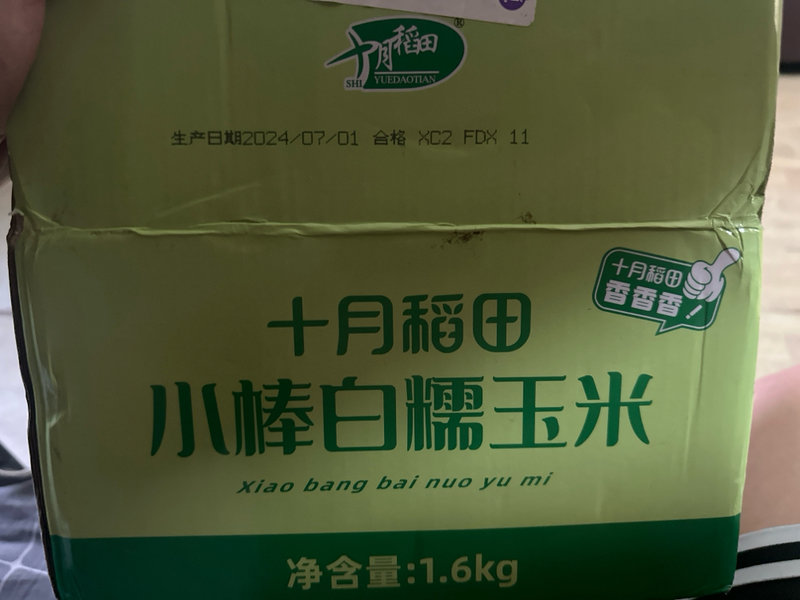 十月稻田®
SHI YUEDAOTIAN
生产日期2024/07/01 合格 XC2 FDX 11
十月稻田
香香香!
十月稻田
小棒白糯玉米
Xiao bang bai nuo yu mi
净含量:1.6kg